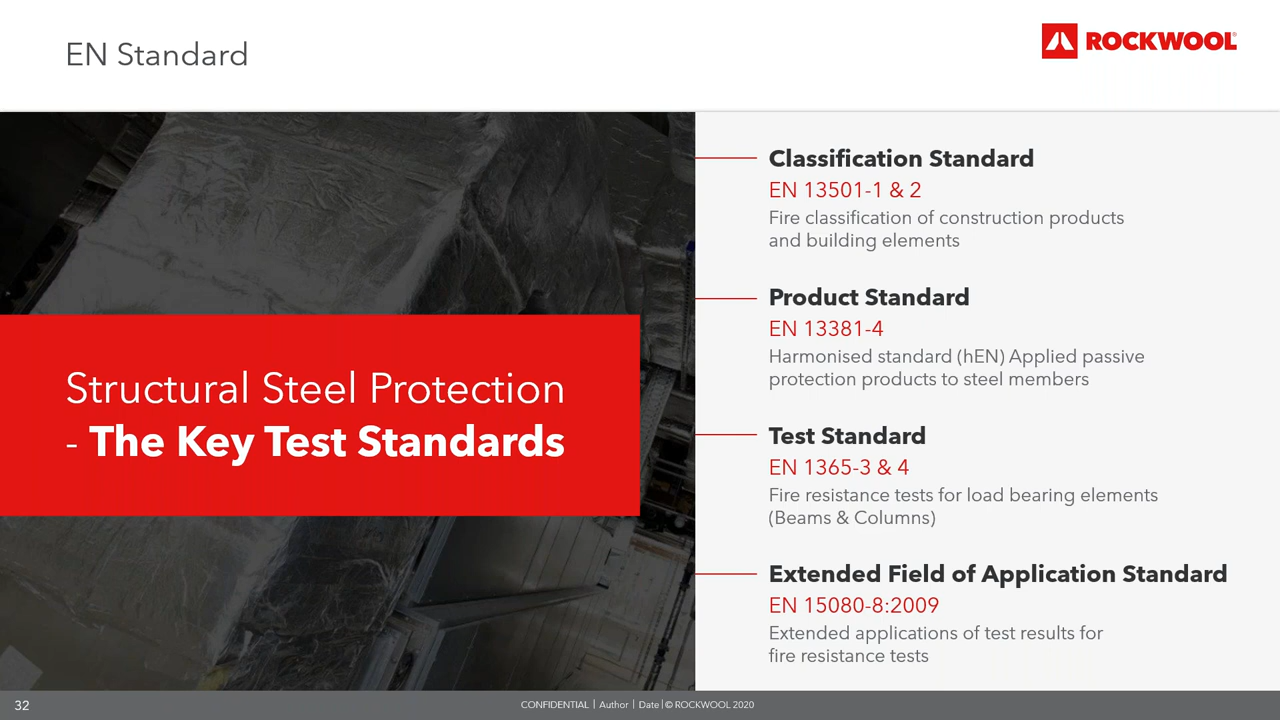 EN Standard
ROCKWOOL®
Structural Steel Protection
- The Key Test Standards
Classification Standard
EN 13501-1 & 2
Fire classification of construction products
and building elements
Product Standard
EN 13381-4
Harmonised standard (hEN) Applied passive
protection products to steel members
Test Standard
EN 1365-3 & 4
Fire resistance tests for load bearing elements
(Beams & Columns)
Extended Field of Application Standard
EN 15080-8:2009
Extended applications of test results for
fire resistance tests
32
CONFIDENTIAL | Author | Date | © ROCKWOOL 2020